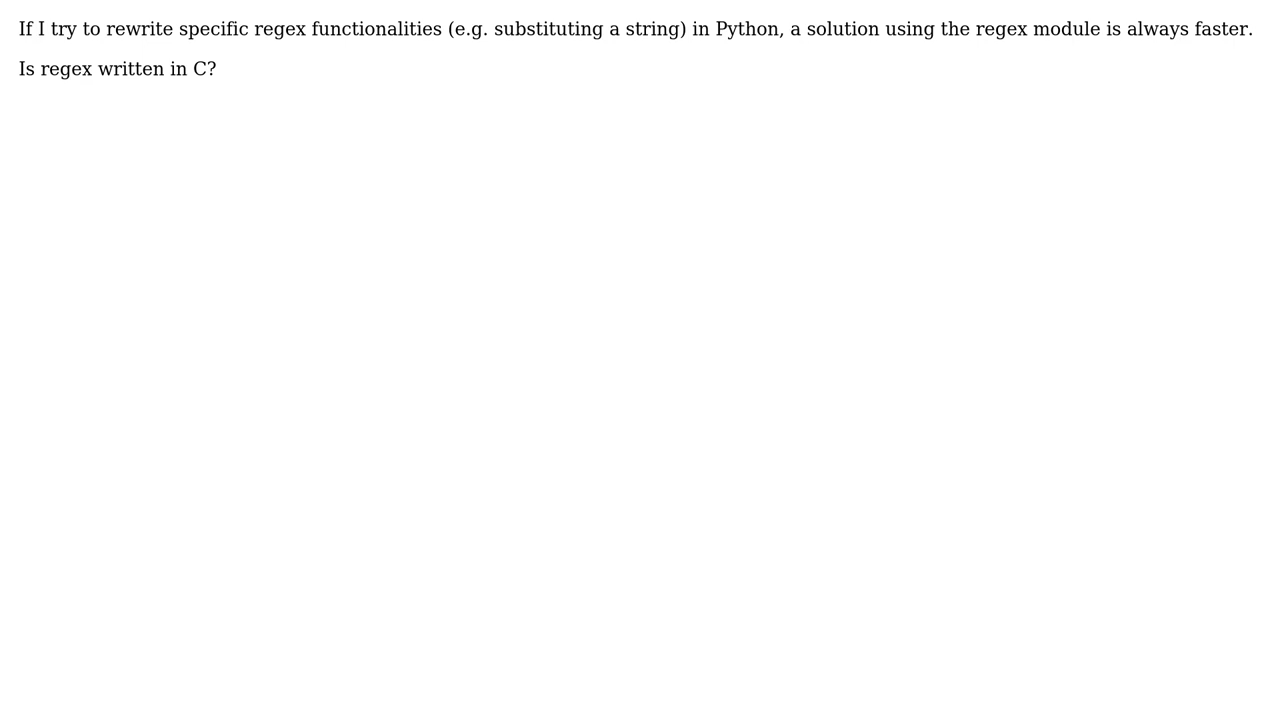 If I try to rewrite specific regex functionalities (e.g. substituting a string) in Python, a solution using the regex module is always faster.
Is regex written in C?